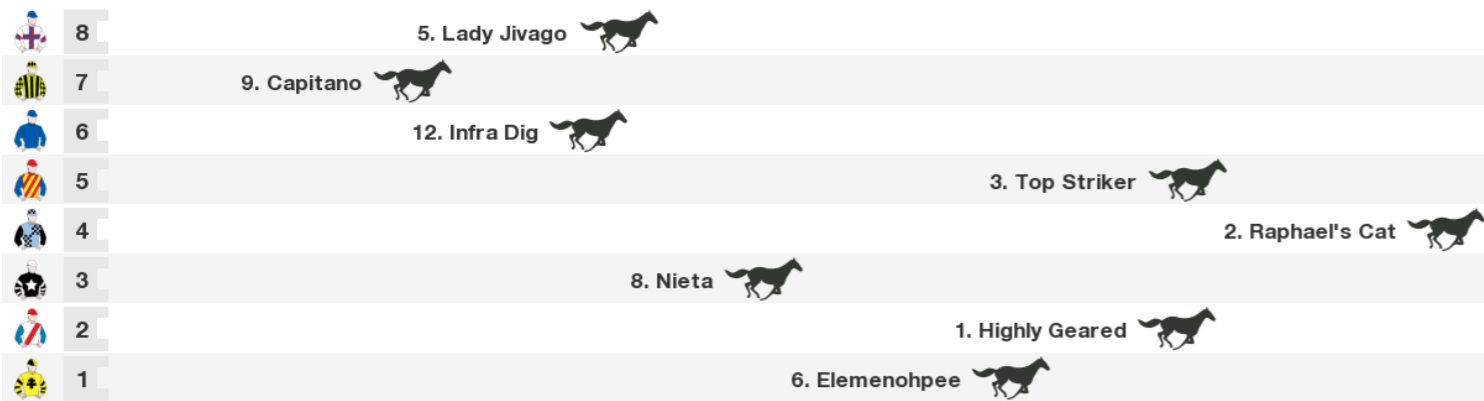 8 5. Lady Jivago
7 9. Capitano
6 12. Infra Dig
5 3. Top Striker
4 2. Raphael's Cat
3 8. Nieta
2 1. Highly Geared
1 6. Elemenohpee